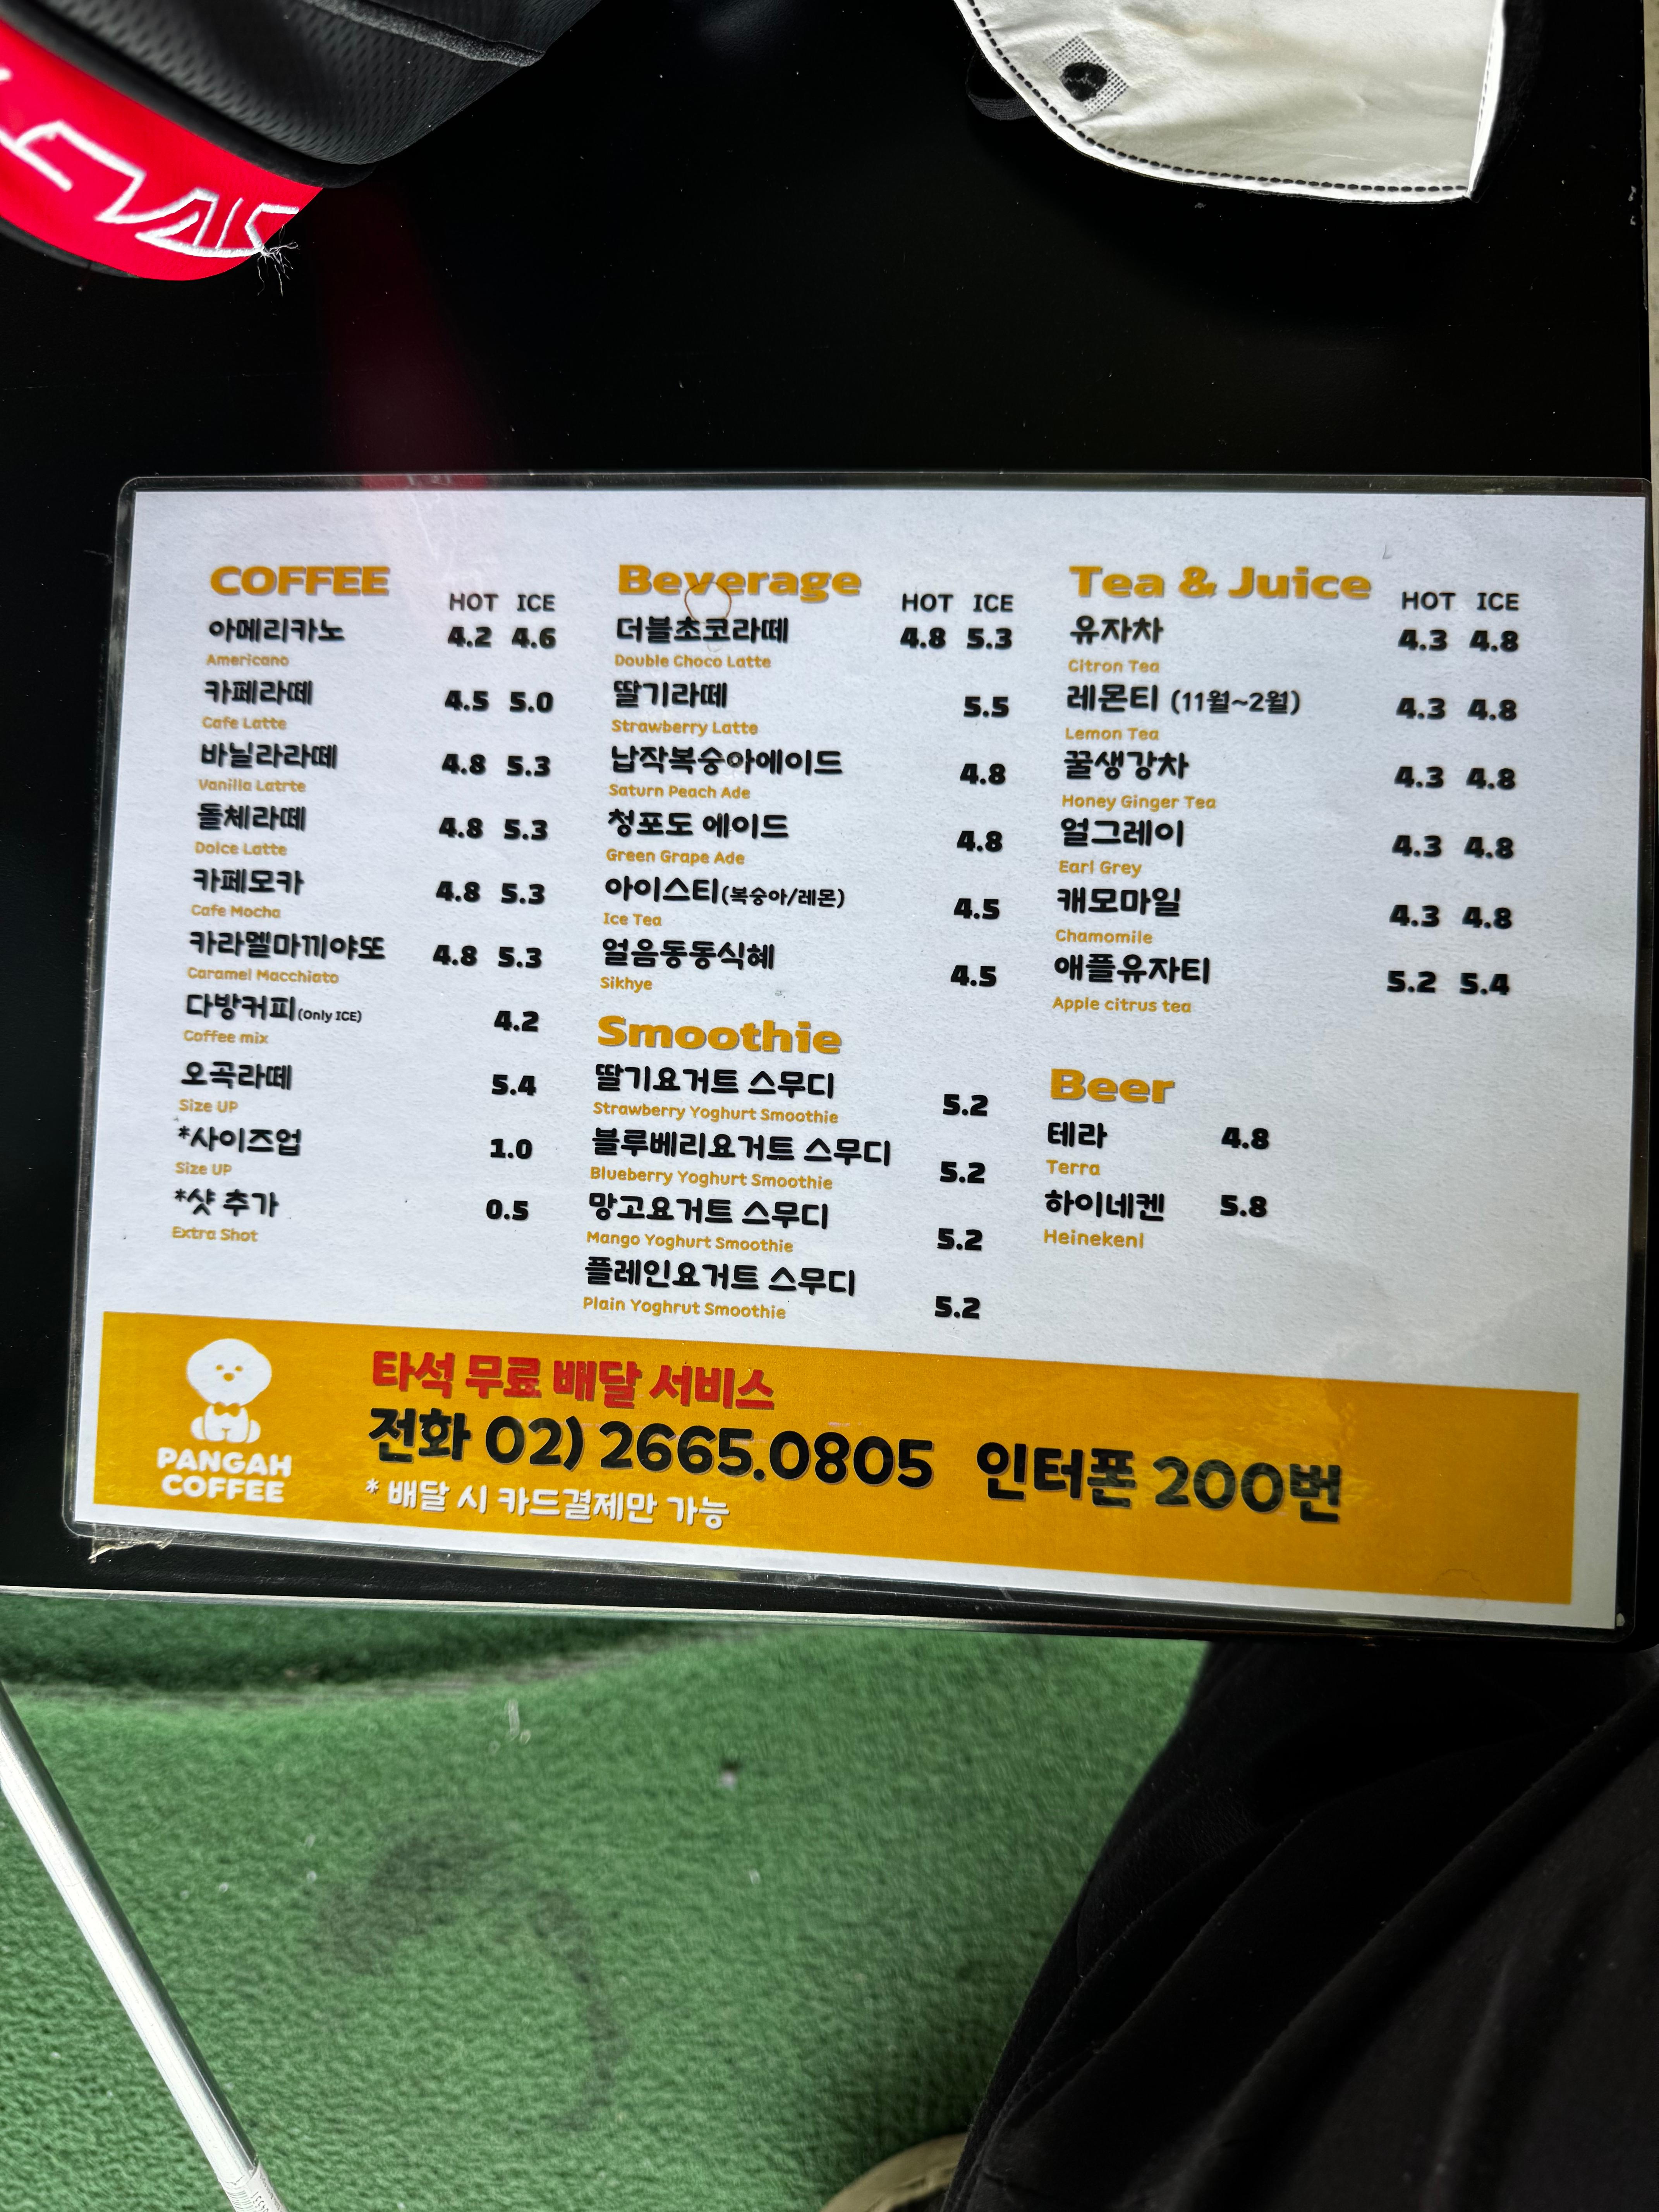 COFFEE
HOT ICE
아메리카노 4.2 4.6
Americano
카페라떼 4.5 5.0
Cafe Latte
바닐라라떼 4.8 5.3
Vanilla Latrte
돌체라떼 4.8 5.3
Dolce Latte
카페모카 4.8 5.3
Cafe Mocha
카라멜마끼야또 4.8 5.3
Caramel Macchiato
다방커피(Only ICE) 4.2
Coffee mix
오곡라떼 5.4
Size UP
*사이즈업 1.0
Size UP
*샷 추가 0.5
Extra Shot
Beverage
HOT ICE
더블초코라떼 4.8 5.3
Double Choco Latte
딸기라떼 5.5
Strawberry Latte
납작복숭아에이드 4.8
Saturn Peach Ade
청포도 에이드 4.8
Green Grape Ade
아이스티(복숭아/레몬) 4.5
Ice Tea
얼음동동식혜 4.5
Sikhye
Smoothie
딸기요거트 스무디 5.2
Strawberry Yoghurt Smoothie
블루베리요거트 스무디 5.2
Blueberry Yoghurt Smoothie
망고요거트 스무디 5.2
Mango Yoghurt Smoothie
플레인요거트 스무디 5.2
Plain Yoghrut Smoothie
Tea & Juice
HOT ICE
유자차 4.3 4.8
Citron Tea
레몬티 (11월~2월) 4.3 4.8
Lemon Tea
꿀생강차 4.3 4.8
Honey Ginger Tea
얼그레이 4.3 4.8
Earl Grey
캐모마일 4.3 4.8
Chamomile
애플유자티 5.2 5.4
Apple citrus tea
Beer
테라 4.8
Terra
하이네켄 5.8
Heinekenl
PANGAH
COFFEE
타석 무료 배달 서비스
전화 02) 2665.0805 인터폰 200번
* 배달 시 카드결제만 가능